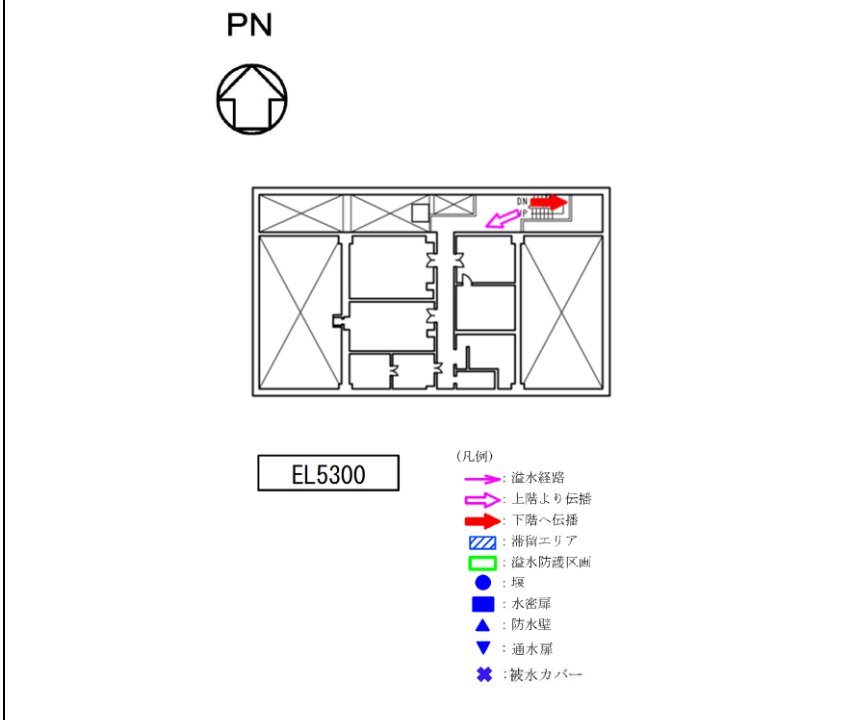 PN
DN
UP
EL5300
(凡例)
: 溢水経路
: 上階より伝播
: 下階へ伝播
: 滞留エリア
: 溢水防護区画
: 堰
: 水密扉
: 防水壁
: 通水扉
:被水カバー